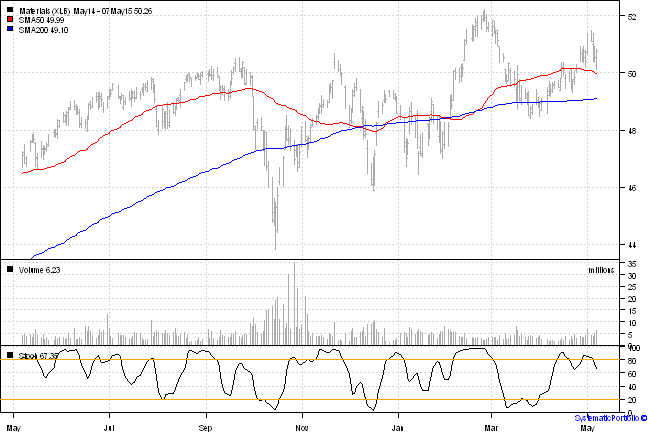 Materials (XLB) May14 - 07May15 50.26
SMA50 49.99
SMA200 49.10
52
50
48
46
44
Volume 6.23
millions
35
30
25
20
15
10
5
0
Stoch 67.35
100
80
60
40
20
0
May
Jul
Sep
Nov
Jan
Mar
May
SystematicPortfolio ©